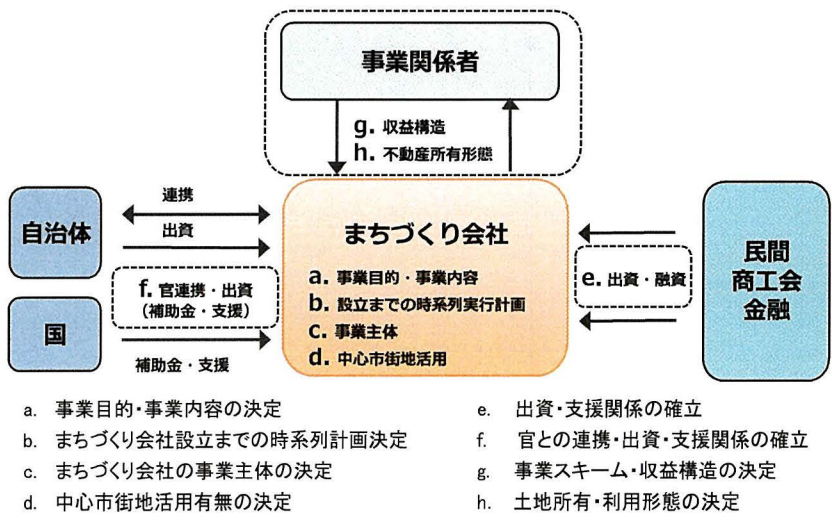 事業関係者
g. 収益構造
h. 不動産所有形態
自治体
国
連携
出資
f. 官連携・出資
(補助金・支援)
補助金・支援
まちづくり会社
a. 事業目的・事業内容
b. 設立までの時系列実行計画
c. 事業主体
d. 中心市街地活用
e. 出資・融資
民間
商工会
金融
a. 事業目的・事業内容の決定
b. まちづくり会社設立までの時系列計画決定
c. まちづくり会社の事業主体の決定
d. 中心市街地活用有無の決定
e. 出資・支援関係の確立
f. 官との連携・出資・支援関係の確立
g. 事業スキーム・収益構造の決定
h. 土地所有・利用形態の決定